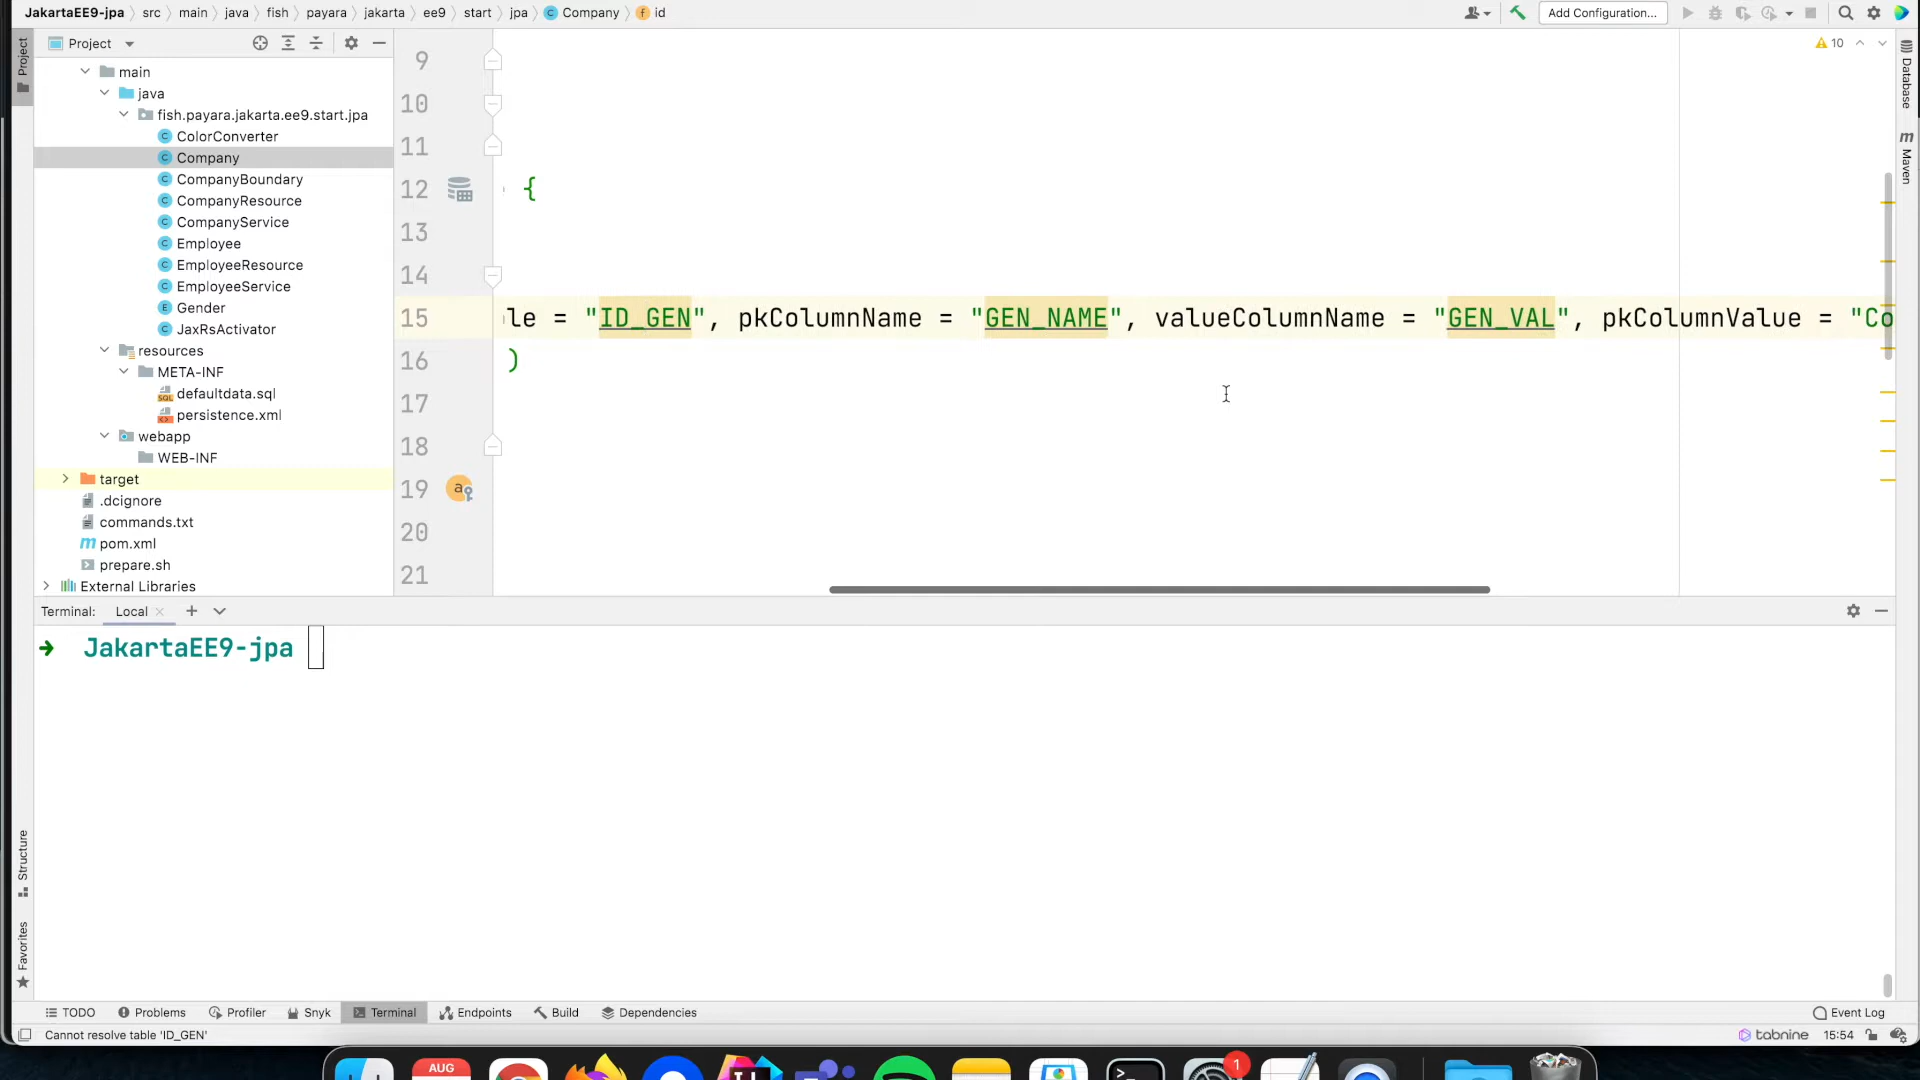 JakartaEE9-jpa src main java fish payara jakarta ee9 start jpa Company id
Add Configuration...
Project
Project
main
java
fish.payara.jakarta.ee9.start.jpa
ColorConverter
Company
CompanyBoundary
CompanyResource
CompanyService
Employee
EmployeeResource
EmployeeService
Gender
JaxRsActivator
resources
META-INF
defaultdata.sql
persistence.xml
webapp
WEB-INF
target
.dcignore
commands.txt
pom.xml
prepare.sh
External Libraries
10
9
10
11
12 {
13
14
15 le = "ID_GEN", pkColumnName = "GEN_NAME", valueColumnName = "GEN_VAL", pkColumnValue = "Co
16 )
17
18
19
20
21
Database
Maven
Terminal: Local
JakartaEE9-jpa
Structure
Favorites
TODO Problems Profiler Snyk Terminal Endpoints Build Dependencies Event Log
Cannot resolve table 'ID_GEN' tabnine 15:54
AUG
1